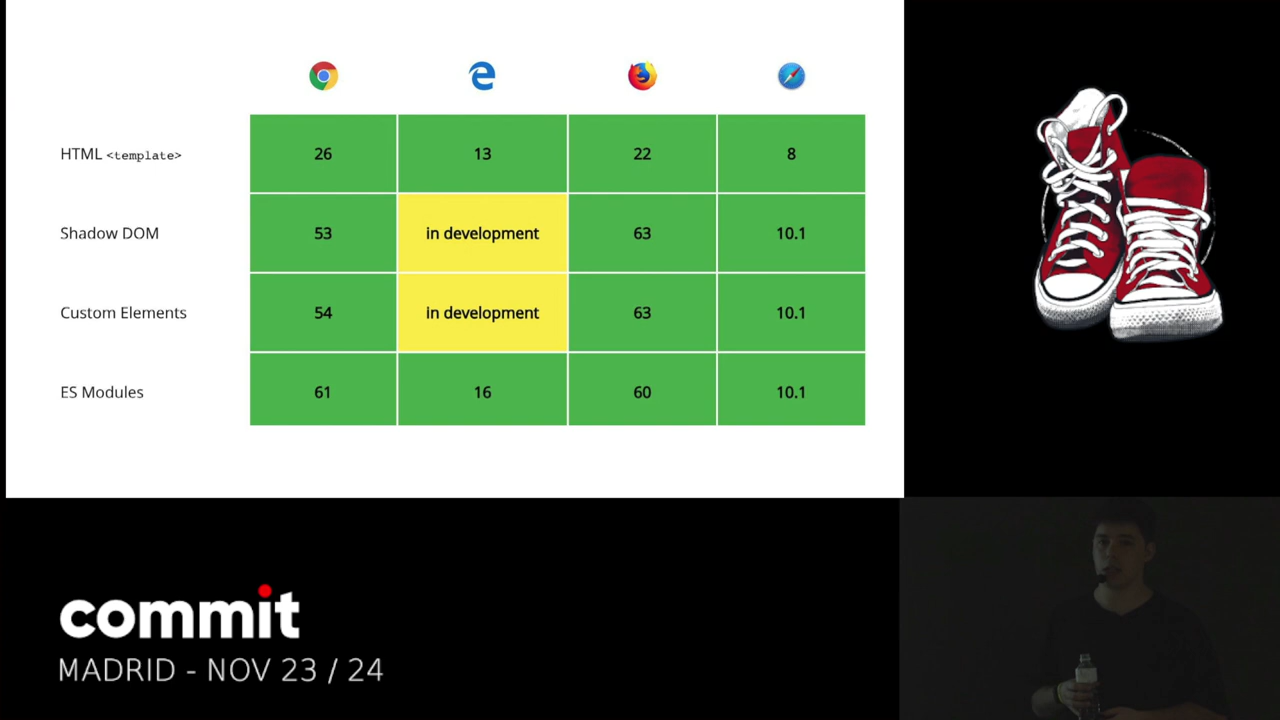 HTML <template> 26 13 22 8
Shadow DOM 53 in development 63 10.1
Custom Elements 54 in development 63 10.1
ES Modules 61 16 60 10.1
commit
MADRID - NOV 23 / 24